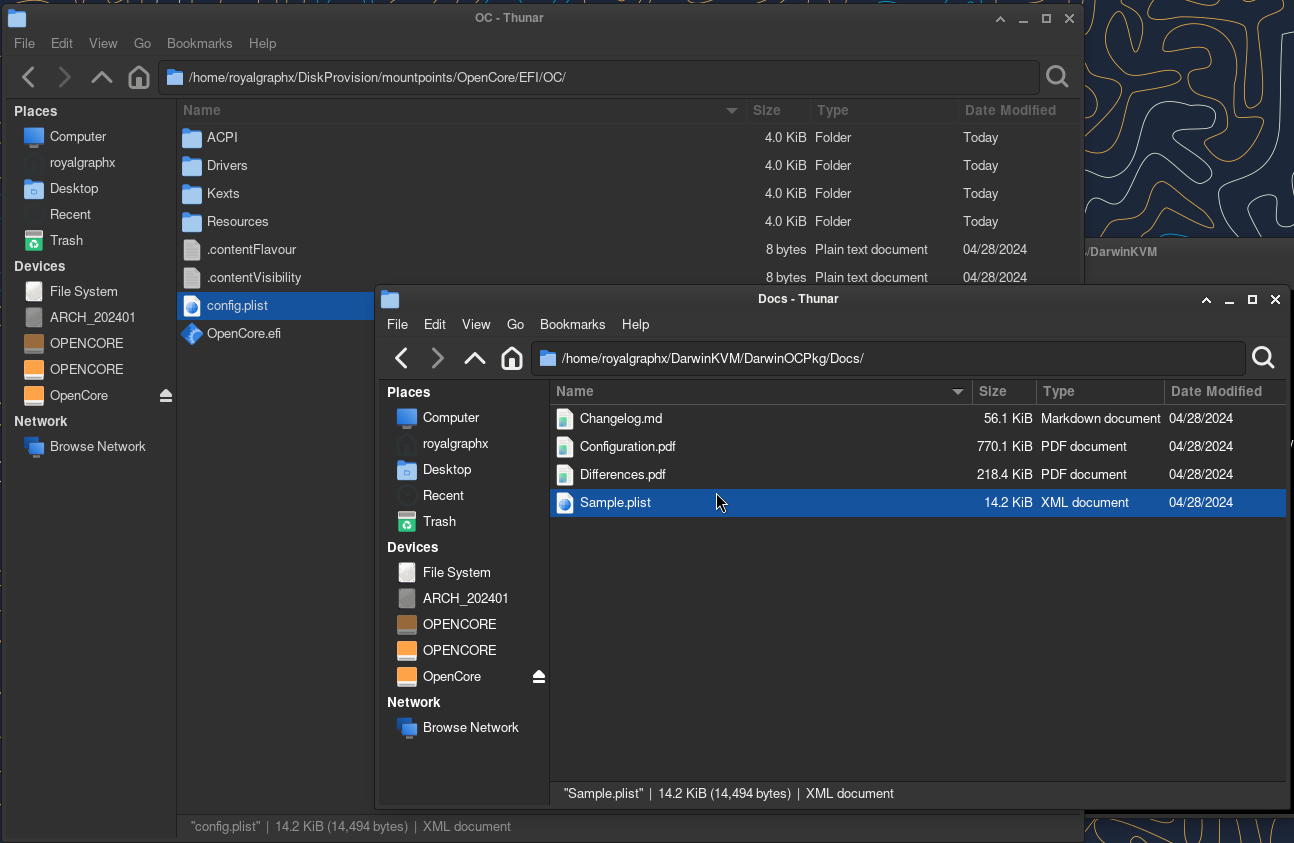 OC - Thunar
File Edit View Go Bookmarks Help
/home/royalgraphx/DiskProvision/mountpoints/OpenCore/EFI/OC/
Places
Computer
royalgraphx
Desktop
Recent
Trash
Devices
File System
ARCH_202401
OPENCORE
OPENCORE
OpenCore
Network
Browse Network
Name Size Type Date Modified
ACPI 4.0 KiB Folder Today
Drivers 4.0 KiB Folder Today
Kexts 4.0 KiB Folder Today
Resources 4.0 KiB Folder Today
.contentFlavour 8 bytes Plain text document 04/28/2024
.contentVisibility 8 bytes Plain text document 04/28/2024
config.plist
OpenCore.efi
"config.plist" | 14.2 KiB (14,494 bytes) | XML document
/DarwinKVM
Docs - Thunar
File Edit View Go Bookmarks Help
/home/royalgraphx/DarwinKVM/DarwinOCPkg/Docs/
Places
Computer
royalgraphx
Desktop
Recent
Trash
Devices
File System
ARCH_202401
OPENCORE
OPENCORE
OpenCore
Network
Browse Network
Name Size Type Date Modified
Changelog.md 56.1 KiB Markdown document 04/28/2024
Configuration.pdf 770.1 KiB PDF document 04/28/2024
Differences.pdf 218.4 KiB PDF document 04/28/2024
Sample.plist 14.2 KiB XML document 04/28/2024
"Sample.plist" | 14.2 KiB (14,494 bytes) | XML document